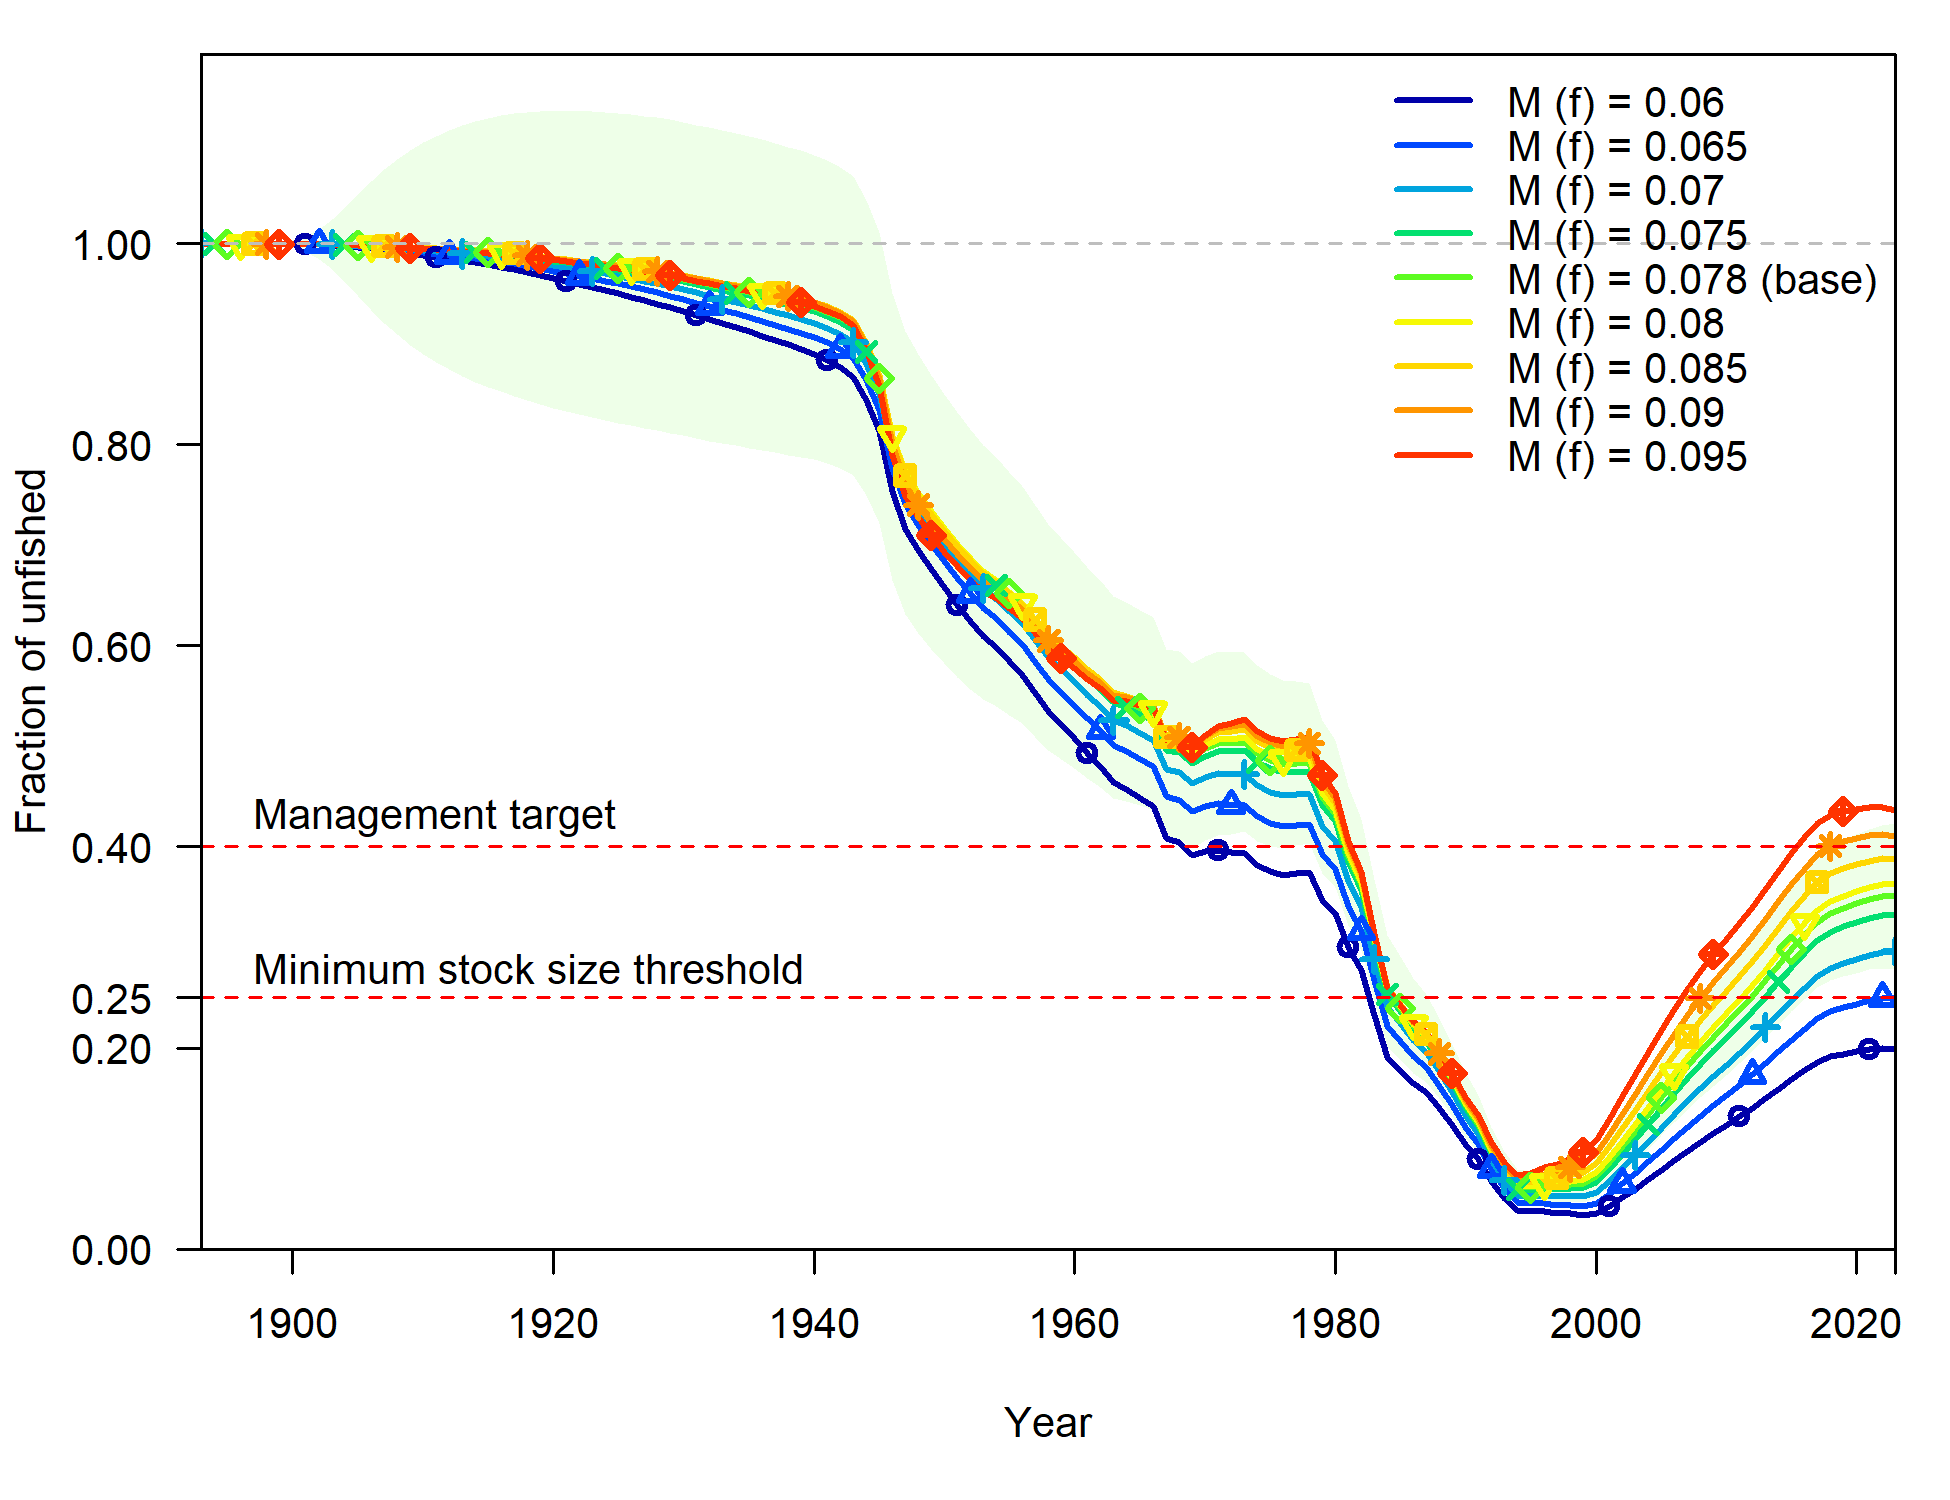 M (f) = 0.06
M (f) = 0.065
M (f) = 0.07
M (f) = 0.075
M (f) = 0.078 (base)
M (f) = 0.08
M (f) = 0.085
M (f) = 0.09
M (f) = 0.095
1.00
0.80
0.60
0.40
0.25
0.20
0.00
Fraction of unfished
Management target
Minimum stock size threshold
1900 1920 1940 1960 1980 2000 2020
Year